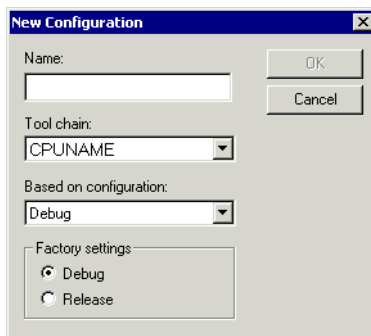 New Configuration
Name:
OK
Cancel
Tool chain:
CPUNAME
Based on configuration:
Debug
Factory settings
Debug
Release